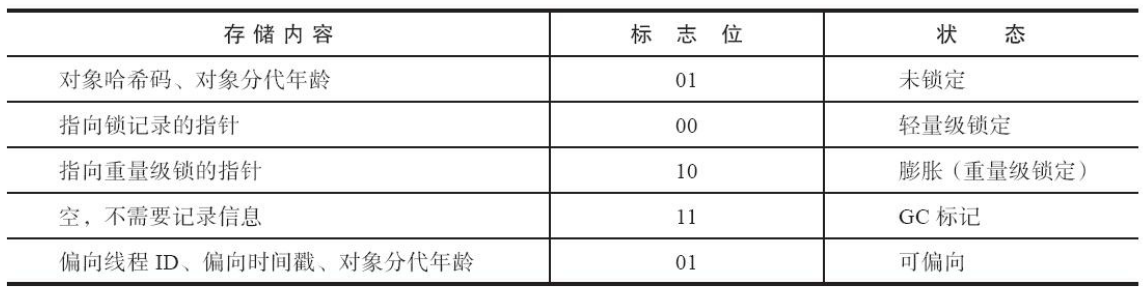 存储内容 标志位 状态
对象哈希码、对象分代年龄 01 未锁定
指向锁记录的指针 00 轻量级锁定
指向重量级锁的指针 10 膨胀（重量级锁定）
空，不需要记录信息 11 GC 标记
偏向线程 ID、偏向时间戳、对象分代年龄 01 可偏向